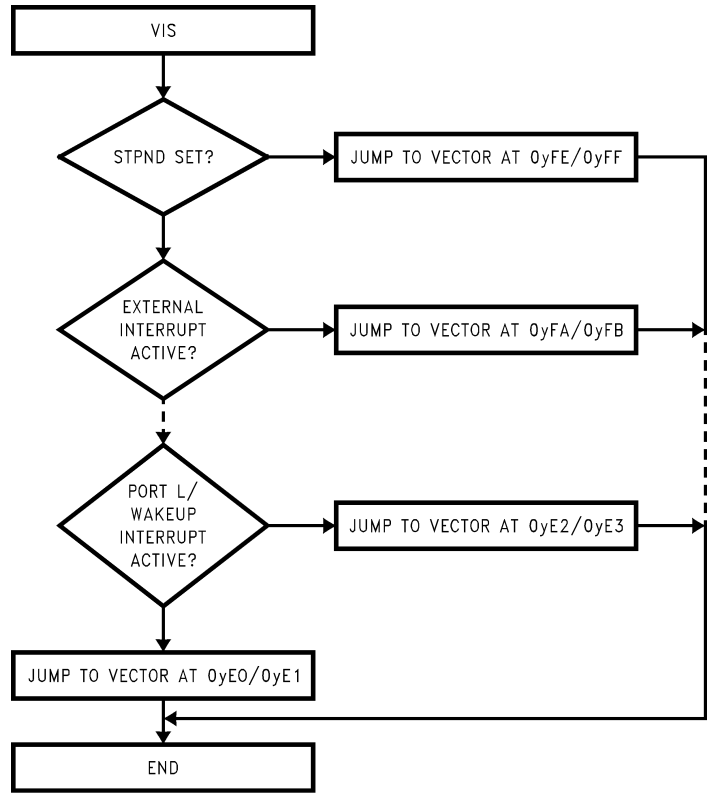 VIS
STPND SET?
JUMP TO VECTOR AT 0yFE/0yFF
EXTERNAL
INTERRUPT
ACTIVE?
JUMP TO VECTOR AT 0yFA/0yFB
PORT L/
WAKEUP
INTERRUPT
ACTIVE?
JUMP TO VECTOR AT 0yE2/0yE3
JUMP TO VECTOR AT 0yE0/0yE1
END